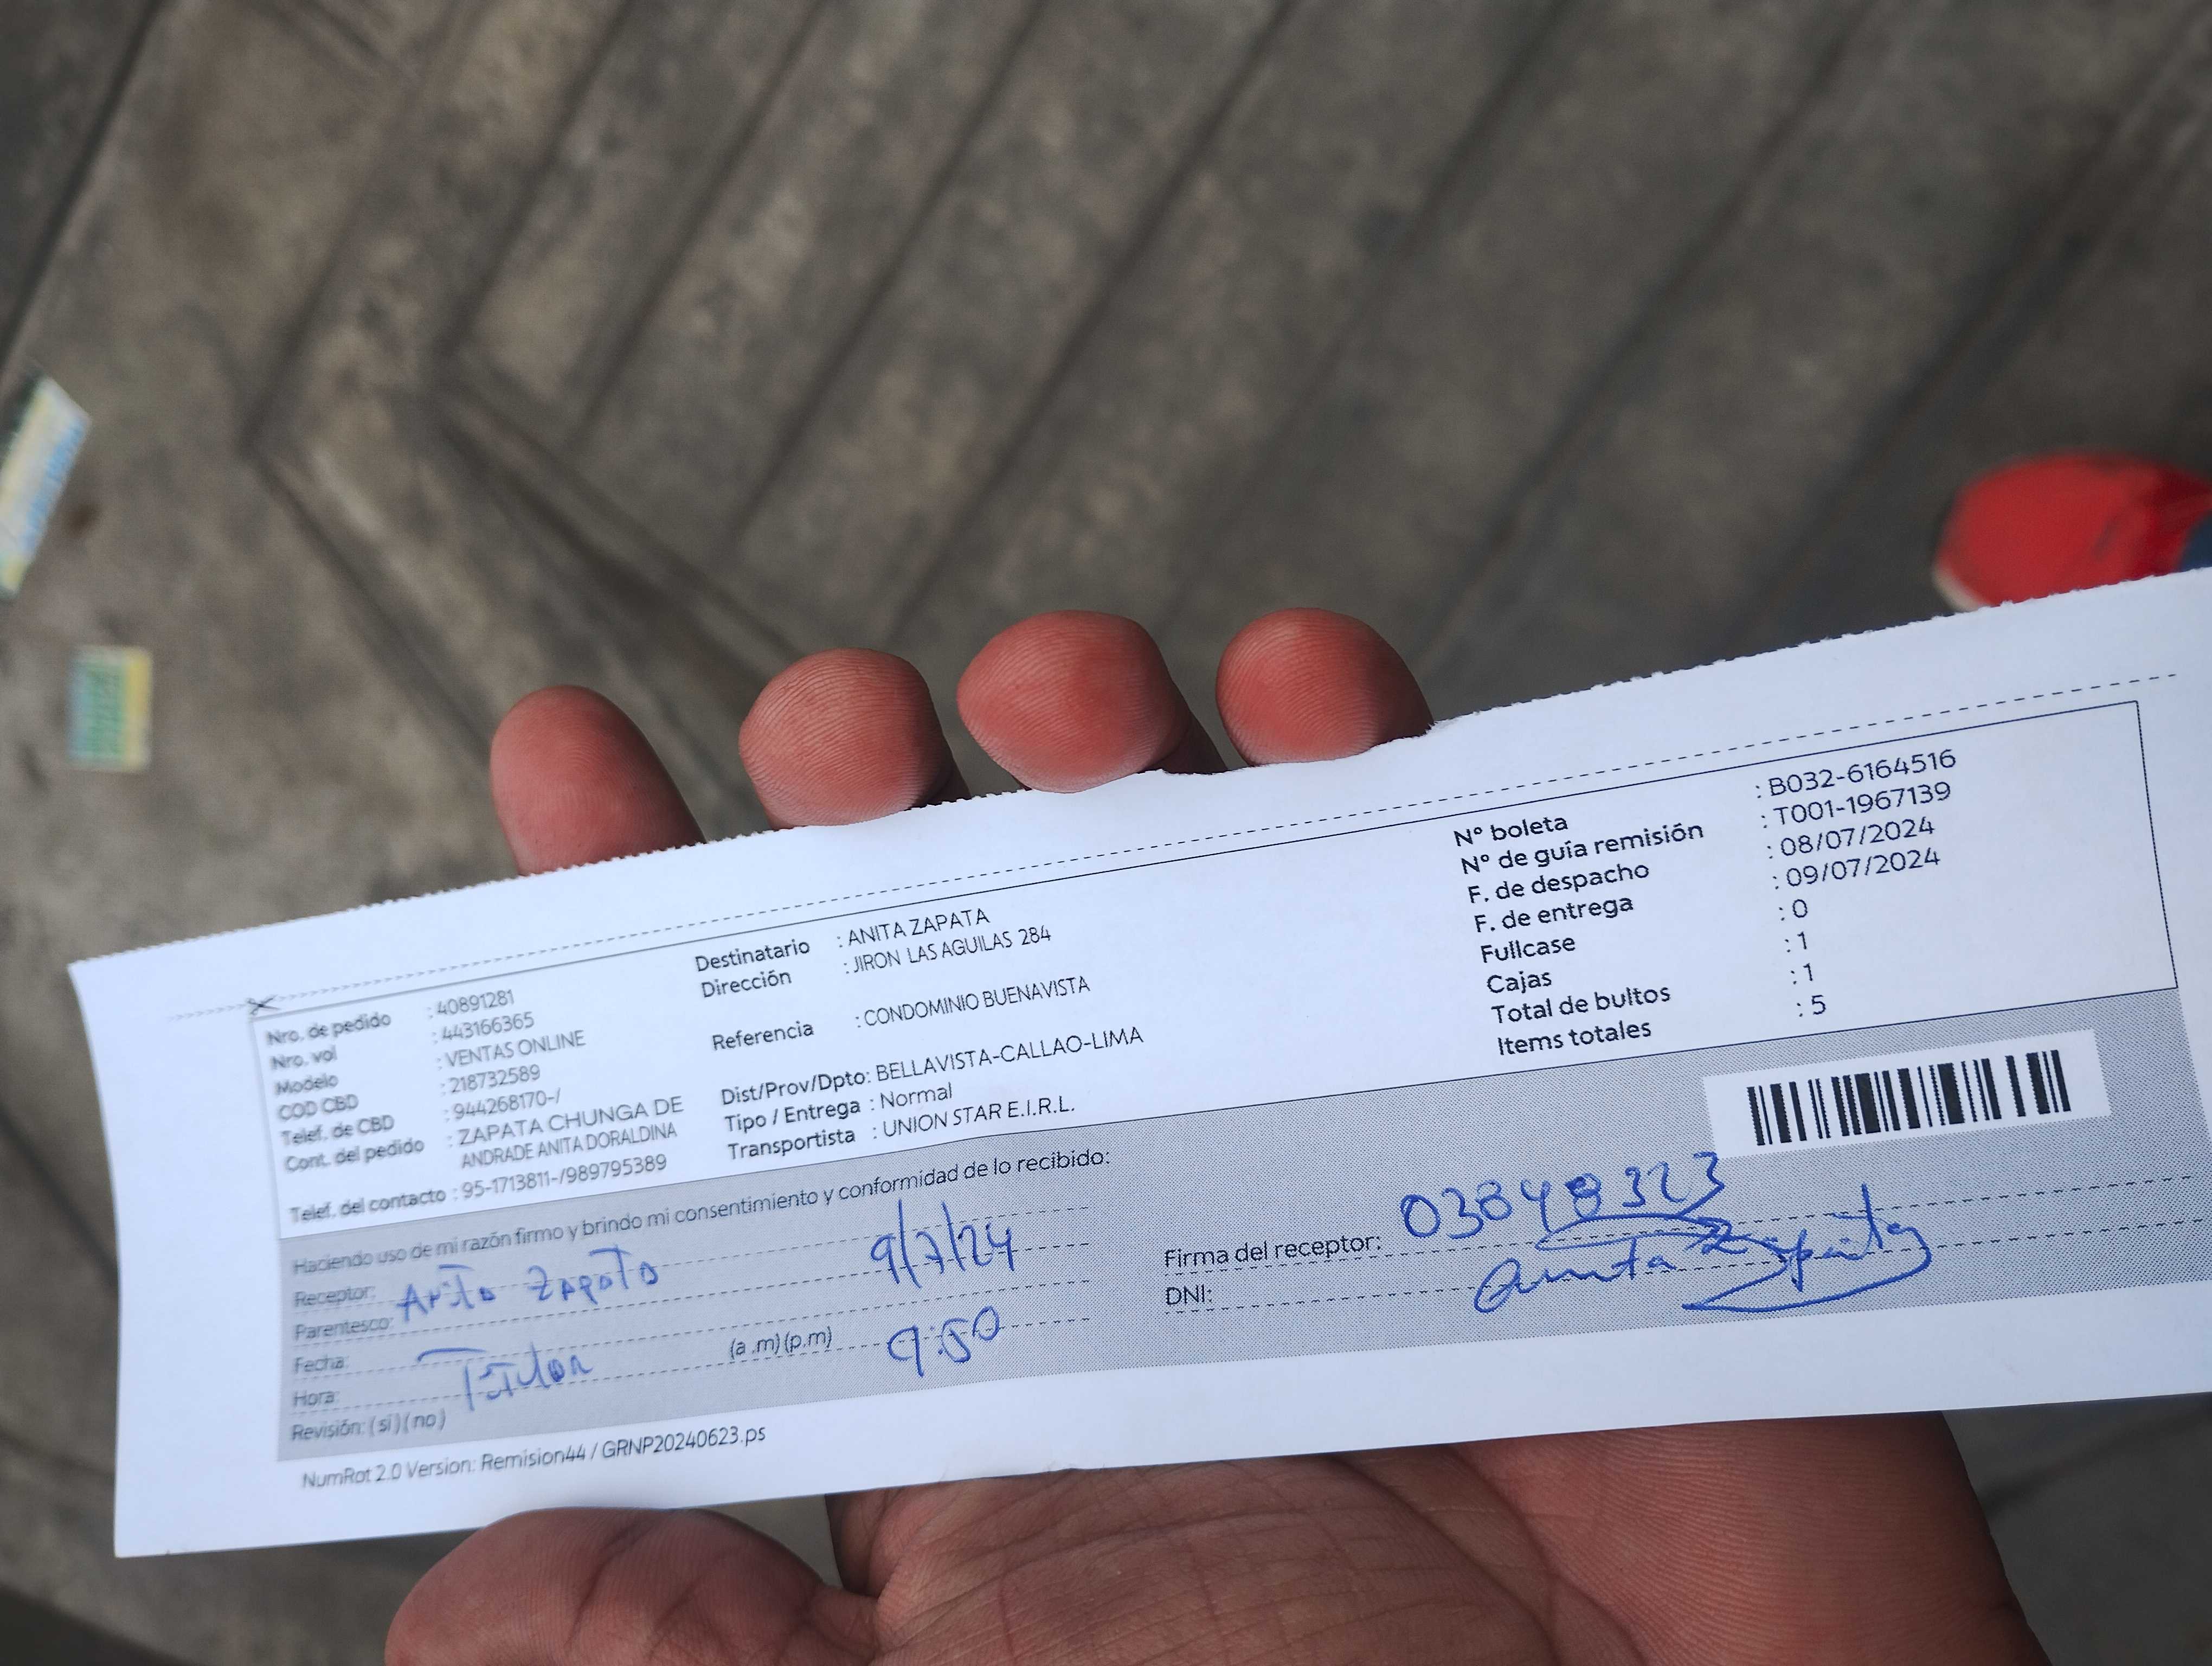 Nro. de pedido : 40891281
Nro. vol : 443166365
Modelo : VENTAS ONLINE
COD CBD : 218732589
Telef. de CBD : 944268170-/
Cont. del pedido : ZAPATA CHUNGA DE
ANDRADE ANITA DORALDINA
Telef. del contacto : 95-1713811-/989795389
Destinatario : ANITA ZAPATA
Dirección : JIRON LAS AGUILAS 284
Referencia : CONDOMINIO BUENAVISTA
Dist/Prov/Dpto: BELLAVISTA-CALLAO-LIMA
Tipo / Entrega : Normal
Transportista : UNION STAR E.I.R.L.
N° boleta : B032-6164516
N° de guía remisión : T001-1967139
F. de despacho : 08/07/2024
F. de entrega : 09/07/2024
Fullcase : 0
Cajas : 1
Total de bultos : 1
Items totales : 5
Haciendo uso de mi razón firmo y brindo mi consentimiento y conformidad de lo recibido:
Receptor: Anita Zapata
Parentesco:
9/7/24
Fecha:
Hora: Titular (a .m) (p.m) 9:50
Revisión: ( si ) ( no )
Firma del receptor: 03848323
DNI: Anita Zapata
NumRot 2.0 Version: Remision44 / GRNP20240623.ps